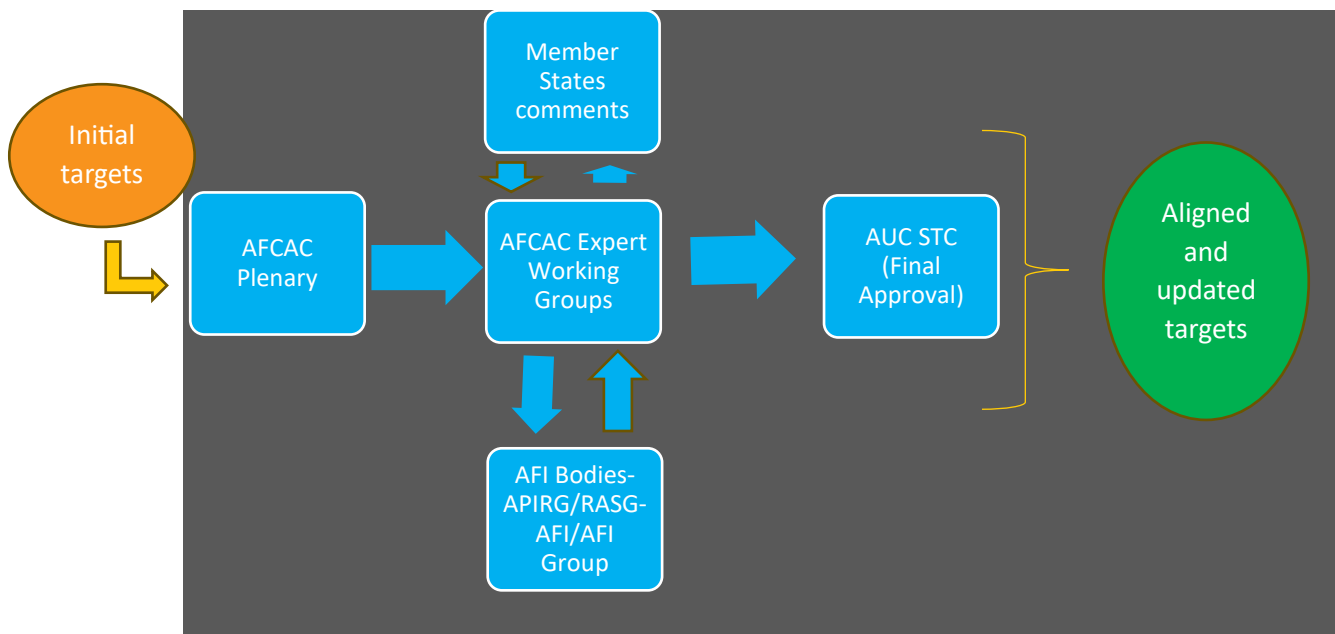 Member
States
comments
Initial
targets
AFCAC
Plenary
AFCAC Expert
Working
Groups
AUC STC
(Final
Approval)
Aligned
and
updated
targets
AFI Bodies-
APIRG/RASG-
AFI/AFI
Group